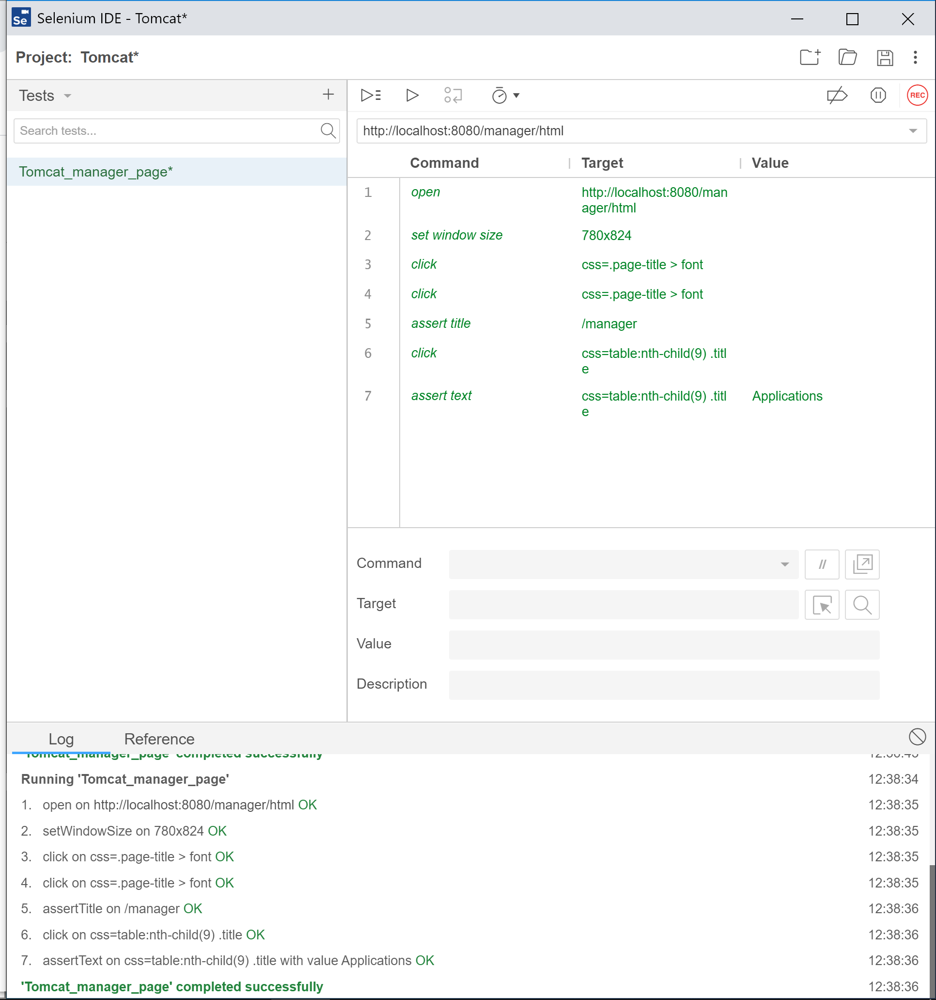 Se Selenium IDE - Tomcat*
Project: Tomcat*
Tests
REC
Search tests...
http://localhost:8080/manager/html
Tomcat_manager_page*
Command Target Value
1 open http://localhost:8080/man
ager/html
2 set window size 780x824
3 click css=.page-title > font
4 click css=.page-title > font
5 assert title /manager
6 click css=table:nth-child(9) .titl
e
7 assert text css=table:nth-child(9) .titl Applications
e
Command //
Target
Value
Description
Log Reference
'Tomcat_manager_page' completed successfully
Running 'Tomcat_manager_page' 12:38:34
1. open on http://localhost:8080/manager/html OK 12:38:35
2. setWindowSize on 780x824 OK 12:38:35
3. click on css=.page-title > font OK 12:38:35
4. click on css=.page-title > font OK 12:38:35
5. assertTitle on /manager OK 12:38:36
6. click on css=table:nth-child(9) .title OK 12:38:36
7. assertText on css=table:nth-child(9) .title with value Applications OK 12:38:36
'Tomcat_manager_page' completed successfully 12:38:36